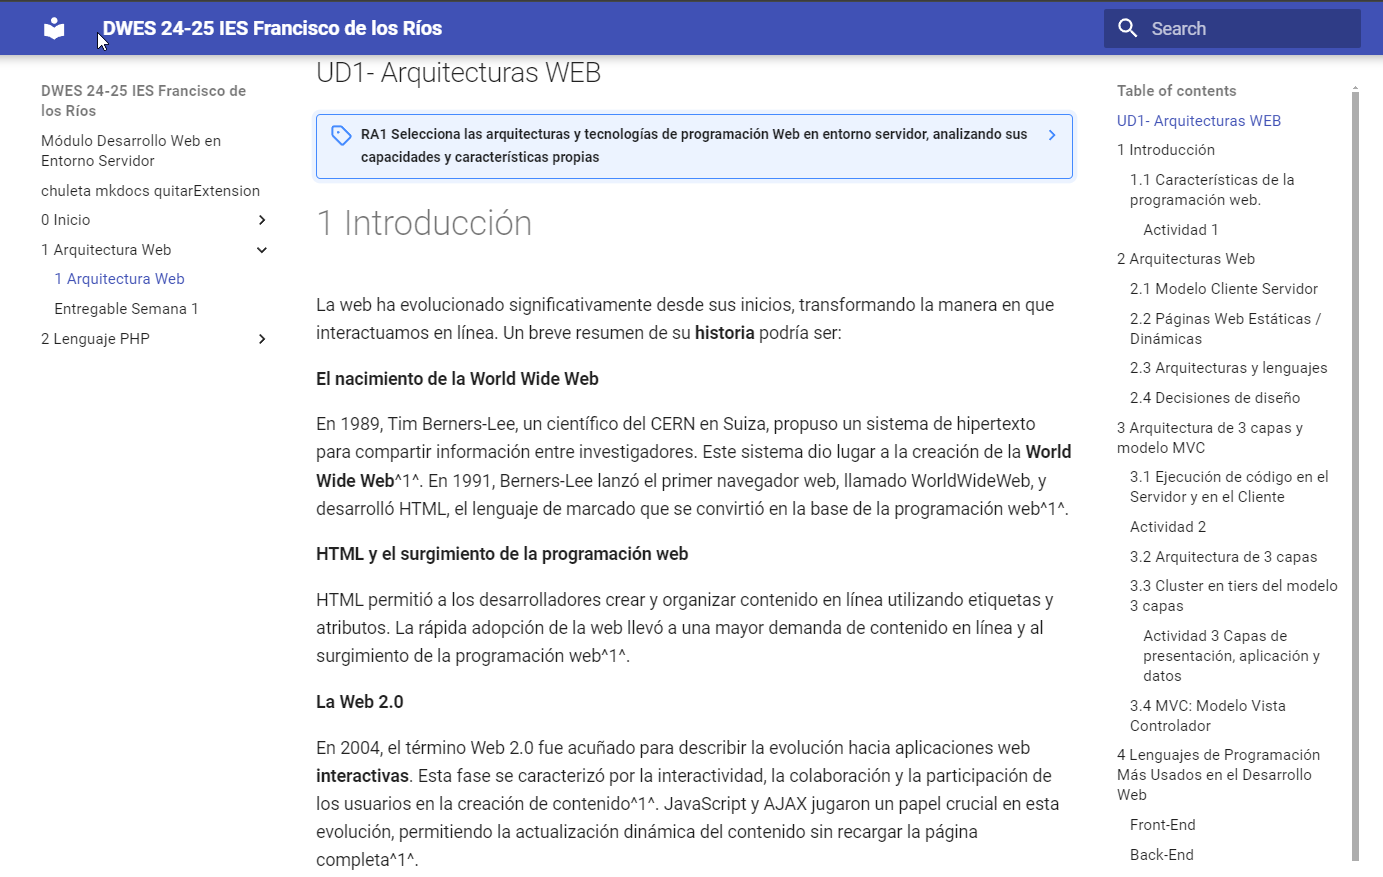 DWES 24-25 IES Francisco de los Ríos
Search
DWES 24-25 IES Francisco de
los Ríos
Módulo Desarrollo Web en
Entorno Servidor
chuleta mkdocs quitarExtension
0 Inicio
1 Arquitectura Web
1 Arquitectura Web
Entregable Semana 1
2 Lenguaje PHP
UD1- Arquitecturas WEB
RA1 Selecciona las arquitecturas y tecnologías de programación Web en entorno servidor, analizando sus
capacidades y características propias
1 Introducción
La web ha evolucionado significativamente desde sus inicios, transformando la manera en que
interactuamos en línea. Un breve resumen de su historia podría ser:
El nacimiento de la World Wide Web
En 1989, Tim Berners-Lee, un científico del CERN en Suiza, propuso un sistema de hipertexto
para compartir información entre investigadores. Este sistema dio lugar a la creación de la World
Wide Web^1^. En 1991, Berners-Lee lanzó el primer navegador web, llamado WorldWideWeb, y
desarrolló HTML, el lenguaje de marcado que se convirtió en la base de la programación web^1^.
HTML y el surgimiento de la programación web
HTML permitió a los desarrolladores crear y organizar contenido en línea utilizando etiquetas y
atributos. La rápida adopción de la web llevó a una mayor demanda de contenido en línea y al
surgimiento de la programación web^1^.
La Web 2.0
En 2004, el término Web 2.0 fue acuñado para describir la evolución hacia aplicaciones web
interactivas. Esta fase se caracterizó por la interactividad, la colaboración y la participación de
los usuarios en la creación de contenido^1^. JavaScript y AJAX jugaron un papel crucial en esta
evolución, permitiendo la actualización dinámica del contenido sin recargar la página
completa^1^.
Table of contents
UD1- Arquitecturas WEB
1 Introducción
1.1 Características de la
programación web.
Actividad 1
2 Arquitecturas Web
2.1 Modelo Cliente Servidor
2.2 Páginas Web Estáticas /
Dinámicas
2.3 Arquitecturas y lenguajes
2.4 Decisiones de diseño
3 Arquitectura de 3 capas y
modelo MVC
3.1 Ejecución de código en el
Servidor y en el Cliente
Actividad 2
3.2 Arquitectura de 3 capas
3.3 Cluster en tiers del modelo
3 capas
Actividad 3 Capas de
presentación, aplicación y
datos
3.4 MVC: Modelo Vista
Controlador
4 Lenguajes de Programación
Más Usados en el Desarrollo
Web
Front-End
Back-End